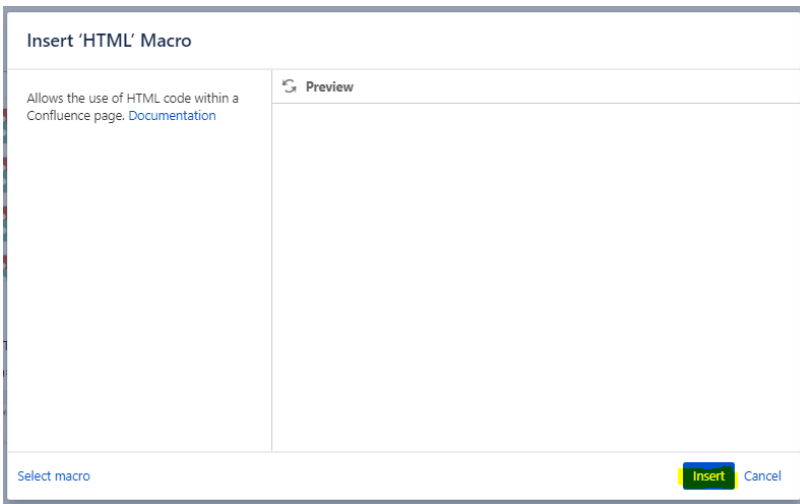 Insert ‘HTML’ Macro
Allows the use of HTML code within a
Confluence page. Documentation
Preview
Select macro
Insert
Cancel